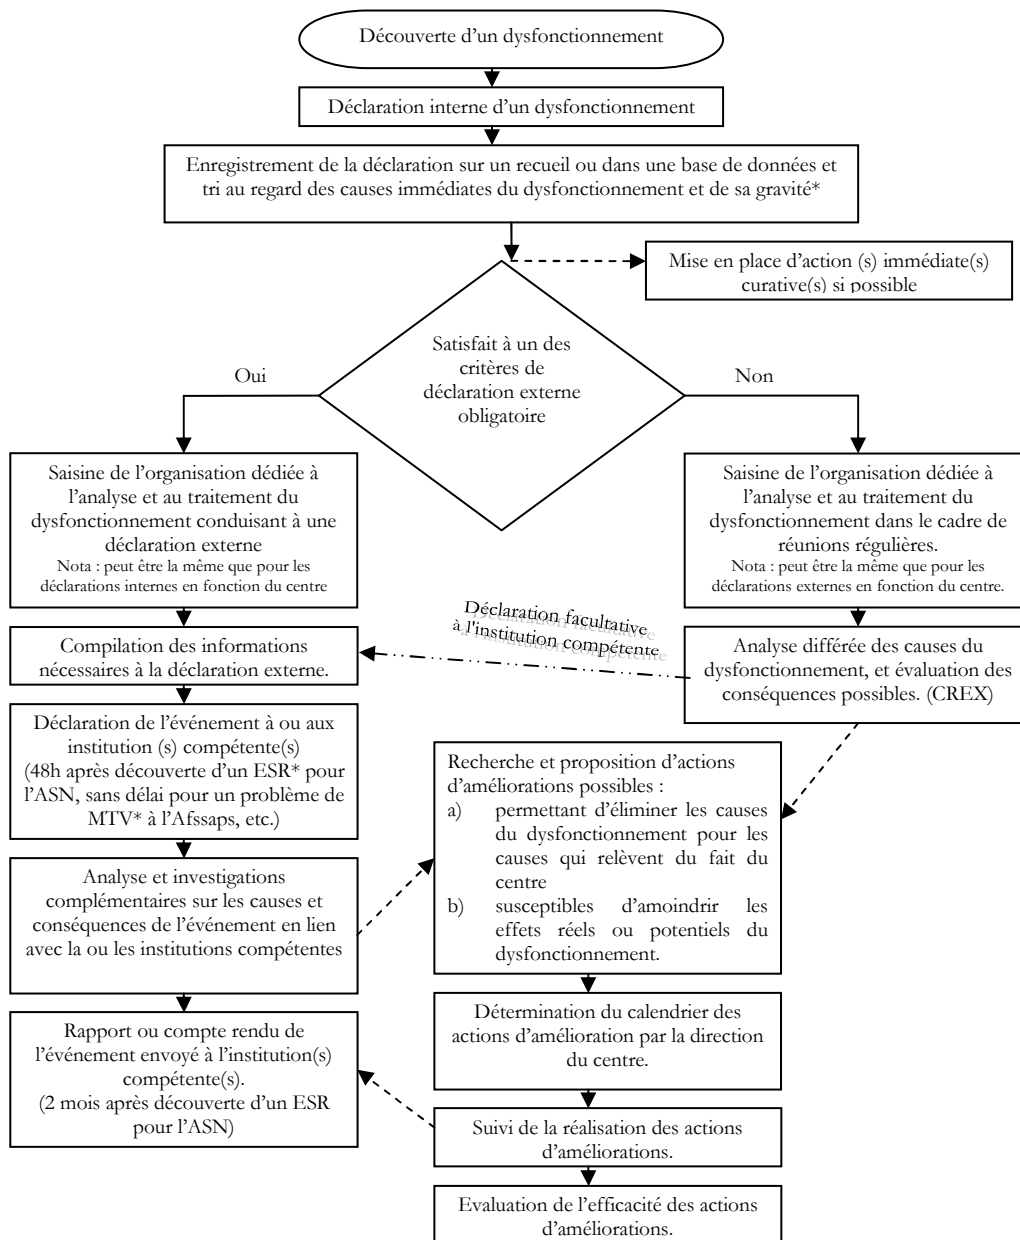 Découverte d'un dysfonctionnement
Déclaration interne d'un dysfonctionnement
Enregistrement de la déclaration sur un recueil ou dans une base de données et
tri au regard des causes immédiates du dysfonctionnement et de sa gravité*
Mise en place d'action (s) immédiate(s)
curative(s) si possible
Satisfait à un des
critères de
déclaration externe
obligatoire
Oui
Non
Saisine de l'organisation dédiée à
l'analyse et au traitement du
dysfonctionnement conduisant à une
déclaration externe
Nota : peut être la même que pour les
déclarations internes en fonction du centre
Saisine de l'organisation dédiée à
l'analyse et au traitement du
dysfonctionnement dans le cadre de
réunions régulières.
Nota : peut être la même que pour les
déclarations externes en fonction du centre.
Déclaration facultative
à l'institution compétente
Compilation des informations
nécessaires à la déclaration externe.
Analyse différée des causes du
dysfonctionnement, et évaluation des
conséquences possibles. (CREX)
Déclaration de l'événement à ou aux
institution (s) compétente(s)
(48h après découverte d'un ESR* pour
l'ASN, sans délai pour un problème de
MTV* à l'Afssaps, etc.)
Recherche et proposition d'actions
d'améliorations possibles :
a) permettant d'éliminer les causes
du dysfonctionnement pour les
causes qui relèvent du fait du
centre
b) susceptibles d'amoindrir les
effets réels ou potentiels du
dysfonctionnement.
Analyse et investigations
complémentaires sur les causes et
conséquences de l'événement en lien
avec la ou les institutions compétentes
Détermination du calendrier des
actions d'amélioration par la direction
du centre.
Rapport ou compte rendu de
l'événement envoyé à l'institution(s)
compétente(s).
(2 mois après découverte d'un ESR
pour l'ASN)
Suivi de la réalisation des actions
d'améliorations.
Evaluation de l'efficacité des actions
d'améliorations.